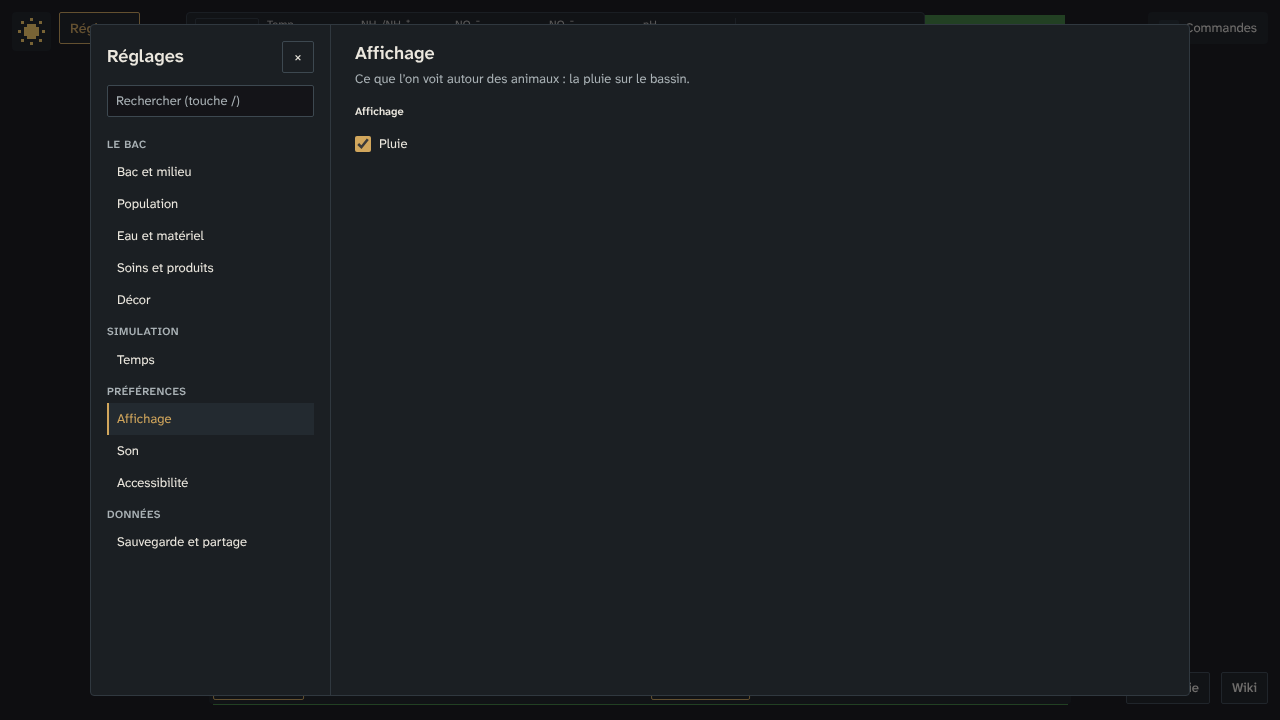 Commandes
Réglages
×
Rechercher (touche /)
LE BAC
Bac et milieu
Population
Eau et matériel
Soins et produits
Décor
SIMULATION
Temps
PRÉFÉRENCES
Affichage
Son
Accessibilité
DONNÉES
Sauvegarde et partage
Affichage
Ce que l'on voit autour des animaux : la pluie sur le bassin.
Affichage
Pluie
Wiki